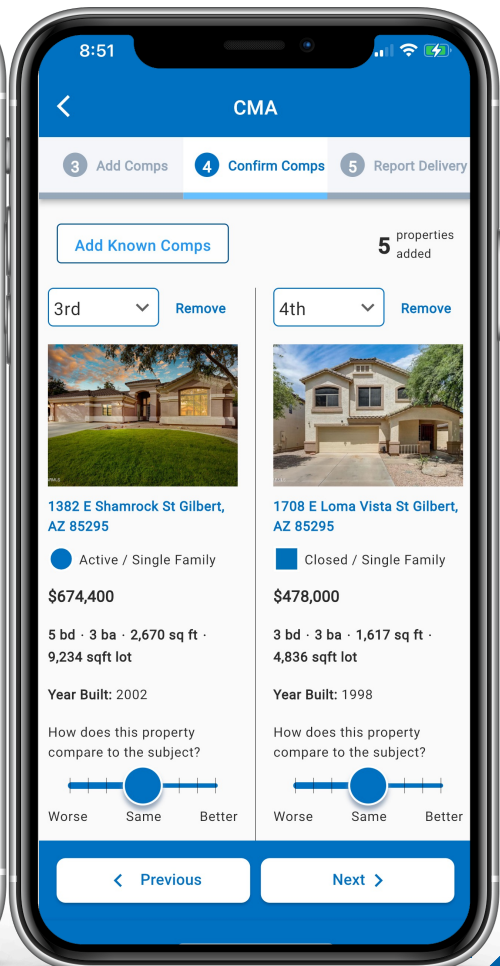 8:51
CMA
3 Add Comps
4 Confirm Comps
5 Report Delivery
Add Known Comps
5 properties
added
3rd
Remove
1382 E Shamrock St Gilbert,
AZ 85295
Active / Single Family
$674,400
5 bd · 3 ba · 2,670 sq ft ·
9,234 sqft lot
Year Built: 2002
How does this property
compare to the subject?
Worse Same Better
4th
Remove
1708 E Loma Vista St Gilbert,
AZ 85295
Closed / Single Family
$478,000
3 bd · 3 ba · 1,617 sq ft ·
4,836 sqft lot
Year Built: 1998
How does this property
compare to the subject?
Worse Same Better
Previous
Next